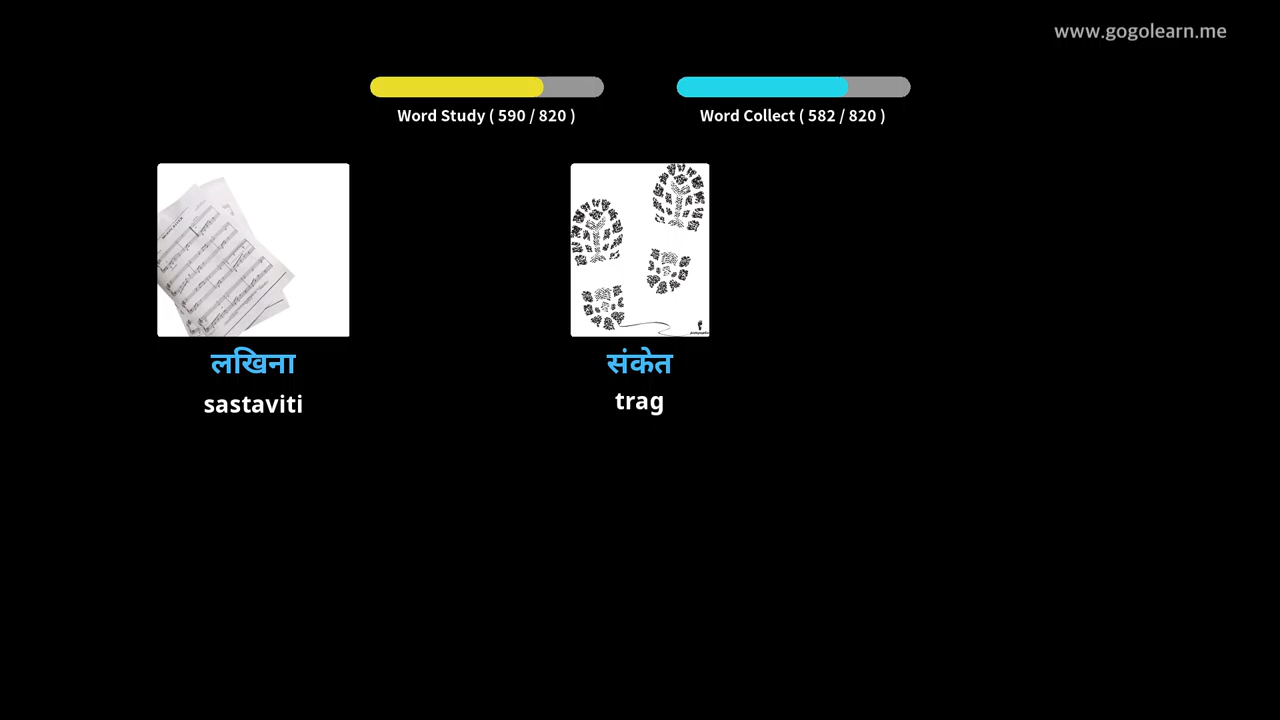 www.gogolearn.me
Word Study ( 590 / 820 )
Word Collect ( 582 / 820 )
लखिना
sastaviti
संकेत
trag